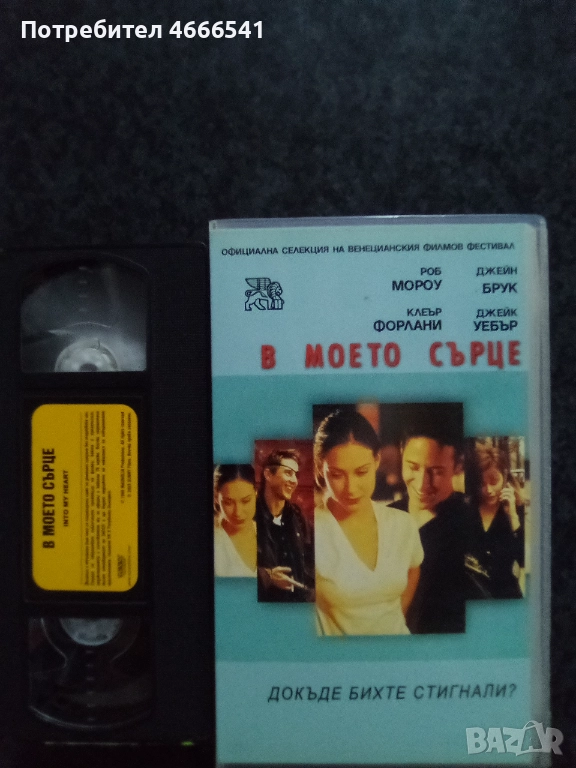 Потребител 4666541
ОФИЦИАЛНА СЕЛЕКЦИЯ НА ВЕНЕЦИАНСКИЯ ФИЛМОВ ФЕСТИВАЛ
РОБ МОРОУ
ДЖЕЙН БРУК
КЛЕЪР ФОРЛАНИ
ДЖЕЙК УЕБЪР
В МОЕТО СЪРЦЕ
ДОКЪДЕ БИХТЕ СТИГНАЛИ?
В МОЕТО СЪРЦЕ
INTO MY HEART
BAZAR